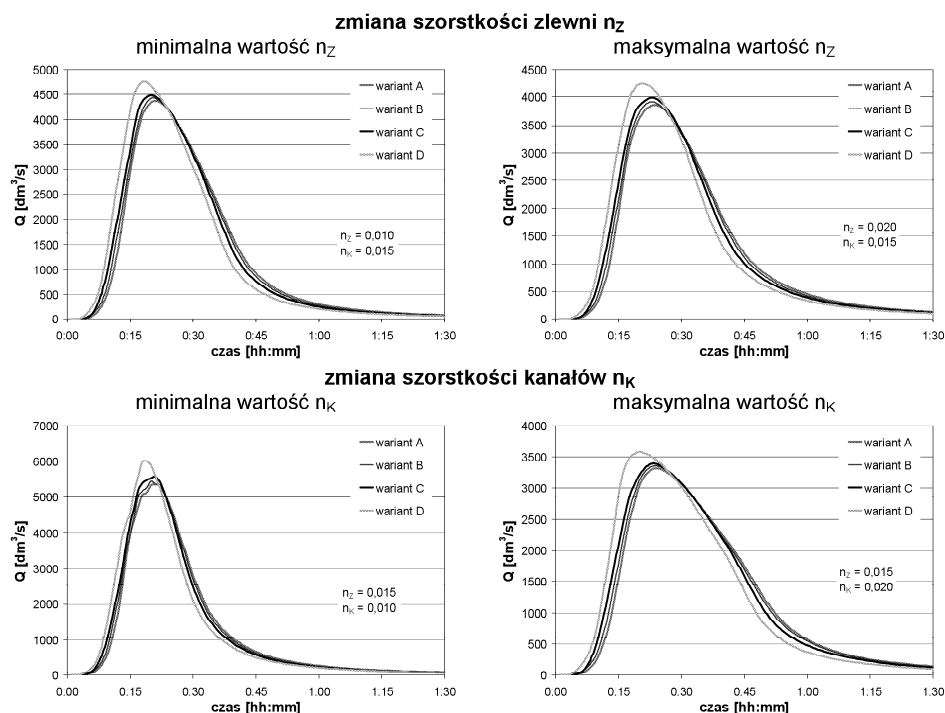 zmiana szorstkości zlewni nZ
minimalna wartość nZ
maksymalna wartość nZ
5000
4500
4000
3500
3000
2500
2000
1500
1000
500
0
Q [dm³/s]
wariant A
wariant B
wariant C
wariant D
nZ = 0,010
nK = 0,015
0:00 0:15 0:30 0:45 1:00 1:15 1:30
czas [hh:mm]
4500
4000
3500
3000
2500
2000
1500
1000
500
0
Q [dm³/s]
wariant A
wariant B
wariant C
wariant D
nZ = 0,020
nK = 0,015
0:00 0:15 0:30 0:45 1:00 1:15 1:30
czas [hh:mm]
zmiana szorstkości kanałów nK
minimalna wartość nK
maksymalna wartość nK
7000
6000
5000
4000
3000
2000
1000
0
Q [dm³/s]
wariant A
wariant B
wariant C
wariant D
nZ = 0,015
nK = 0,010
0:00 0:15 0:30 0:45 1:00 1:15 1:30
czas [hh:mm]
4000
3500
3000
2500
2000
1500
1000
500
0
Q [dm³/s]
wariant A
wariant B
wariant C
wariant D
nZ = 0,015
nK = 0,020
0:00 0:15 0:30 0:45 1:00 1:15 1:30
czas [hh:mm]